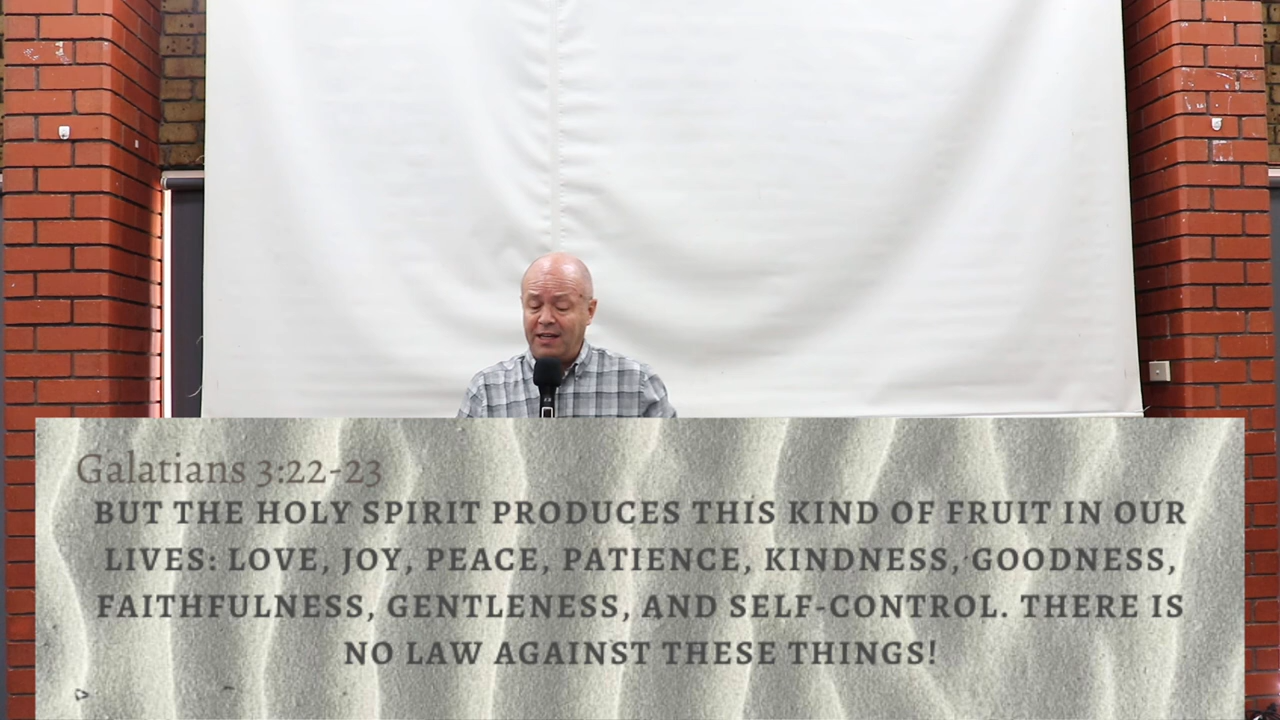 Galatians 3:22-23
BUT THE HOLY SPIRIT PRODUCES THIS KIND OF FRUIT IN OUR
LIVES: LOVE, JOY, PEACE, PATIENCE, KINDNESS, GOODNESS,
FAITHFULNESS, GENTLENESS, AND SELF-CONTROL. THERE IS
NO LAW AGAINST THESE THINGS!